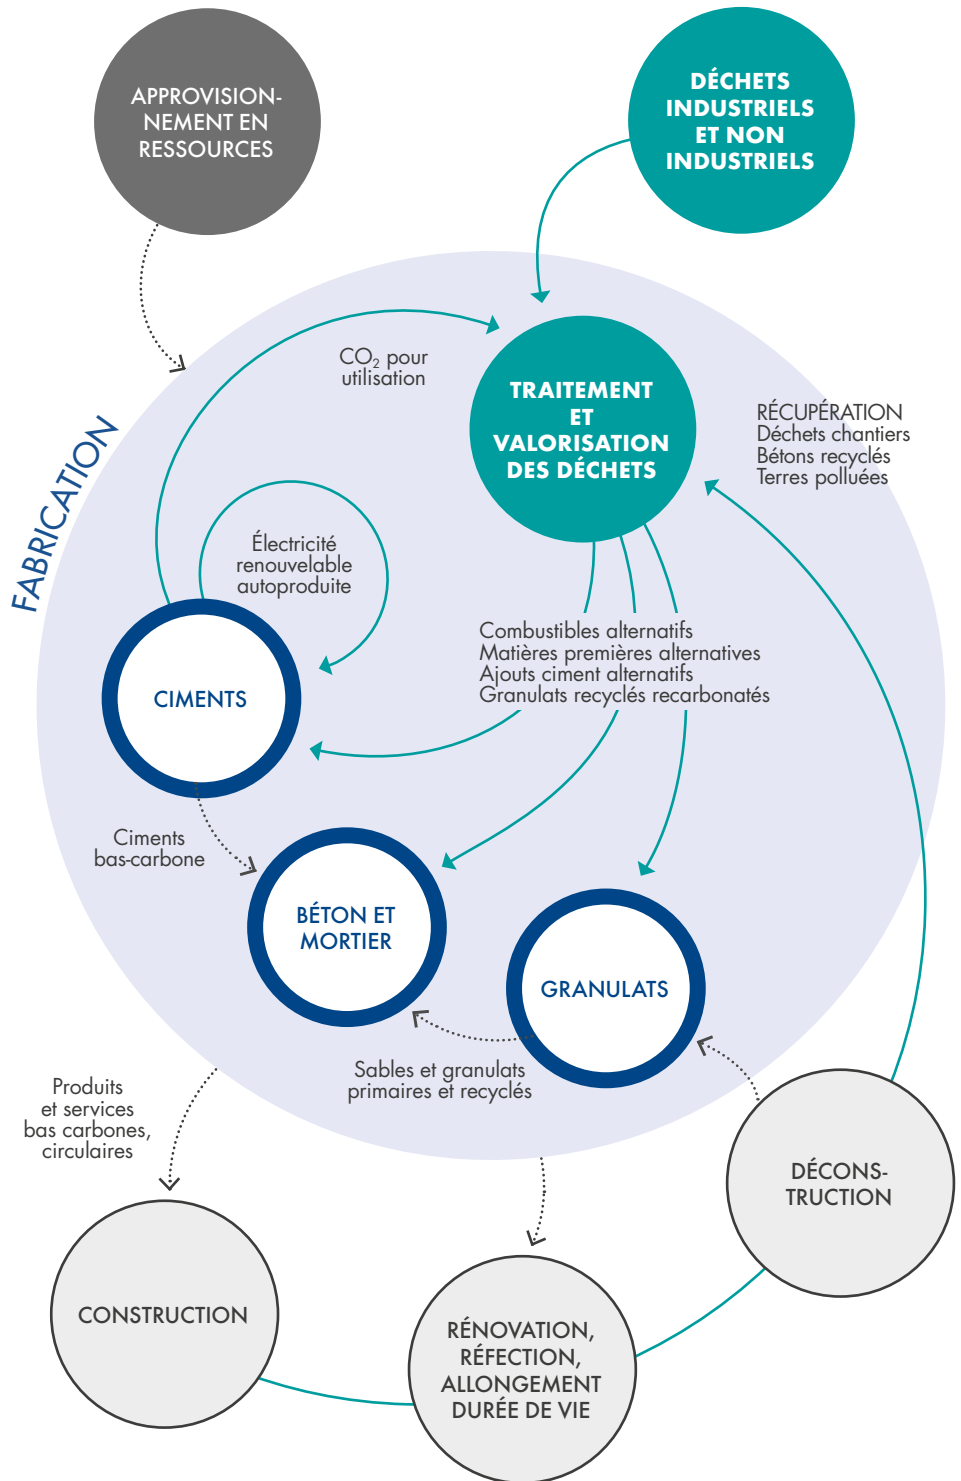 APPROVISION-
NEMENT EN
RESSOURCES
DÉCHETS
INDUSTRIELS
ET NON
INDUSTRIELS
FABRICATION
CO₂ pour
utilisation
TRAITEMENT
ET
VALORISATION
DES DÉCHETS
RÉCUPÉRATION
Déchets chantiers
Bétons recyclés
Terres polluées
Électricité
renouvelable
autoproduite
Combustibles alternatifs
Matières premières alternatives
Ajouts ciment alternatifs
Granulats recyclés recarbonatés
CIMENTS
Ciments
bas-carbone
BÉTON ET
MORTIER
GRANULATS
Sables et granulats
primaires et recyclés
Produits
et services
bas carbones,
circulaires
DÉCONS-
TRUCTION
CONSTRUCTION
RÉNOVATION,
RÉFECTION,
ALLONGEMENT
DURÉE DE VIE